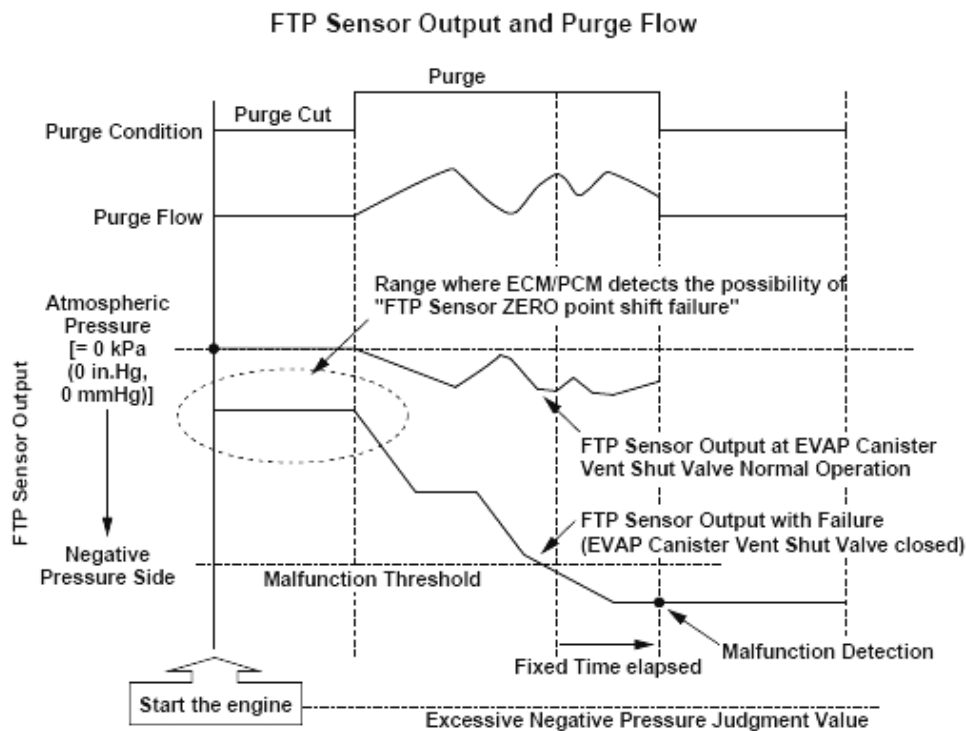 FTP Sensor Output and Purge Flow
Purge
Purge Cut
Purge Condition
Purge Flow
Range where ECM/PCM detects the possibility of
"FTP Sensor ZERO point shift failure"
Atmospheric
Pressure
[= 0 kPa
(0 in.Hg,
0 mmHg)]
FTP Sensor Output
FTP Sensor Output at EVAP Canister
Vent Shut Valve Normal Operation
FTP Sensor Output with Failure
(EVAP Canister Vent Shut Valve closed)
Negative
Pressure Side
Malfunction Threshold
Malfunction Detection
Fixed Time elapsed
Start the engine
Excessive Negative Pressure Judgment Value